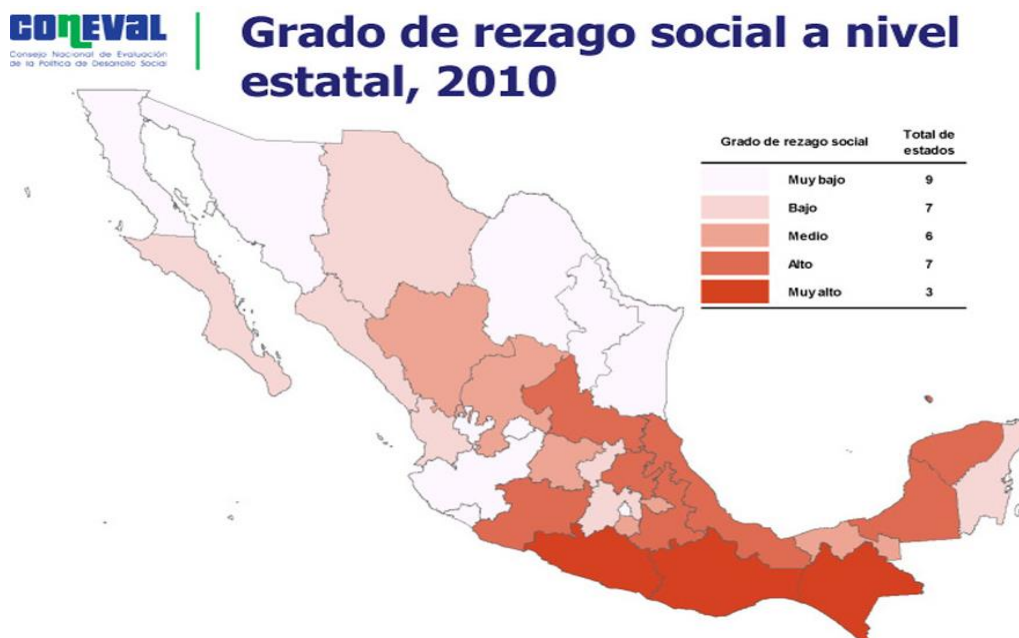 CONEVAL
Consejo Nacional de Evaluación
de la Política de Desarrollo Social
Grado de rezago social a nivel
estatal, 2010
Grado de rezago social Total de
estados
Muy bajo 9
Bajo 7
Medio 6
Alto 7
Muy alto 3